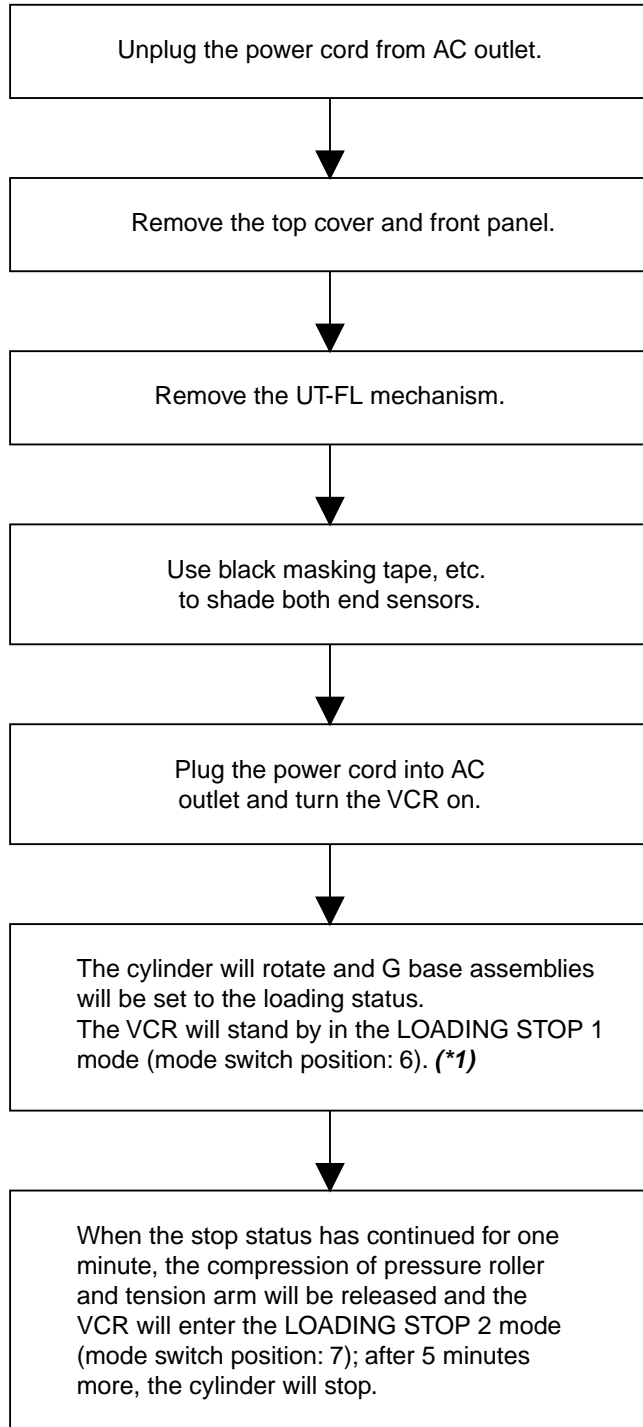 Unplug the power cord from AC outlet.
Remove the top cover and front panel.
Remove the UT-FL mechanism.
Use black masking tape, etc.
to shade both end sensors.
Plug the power cord into AC
outlet and turn the VCR on.
The cylinder will rotate and G base assemblies
will be set to the loading status.
The VCR will stand by in the LOADING STOP 1
mode (mode switch position: 6). (*1)
When the stop status has continued for one
minute, the compression of pressure roller
and tension arm will be released and the
VCR will enter the LOADING STOP 2 mode
(mode switch position: 7); after 5 minutes
more, the cylinder will stop.